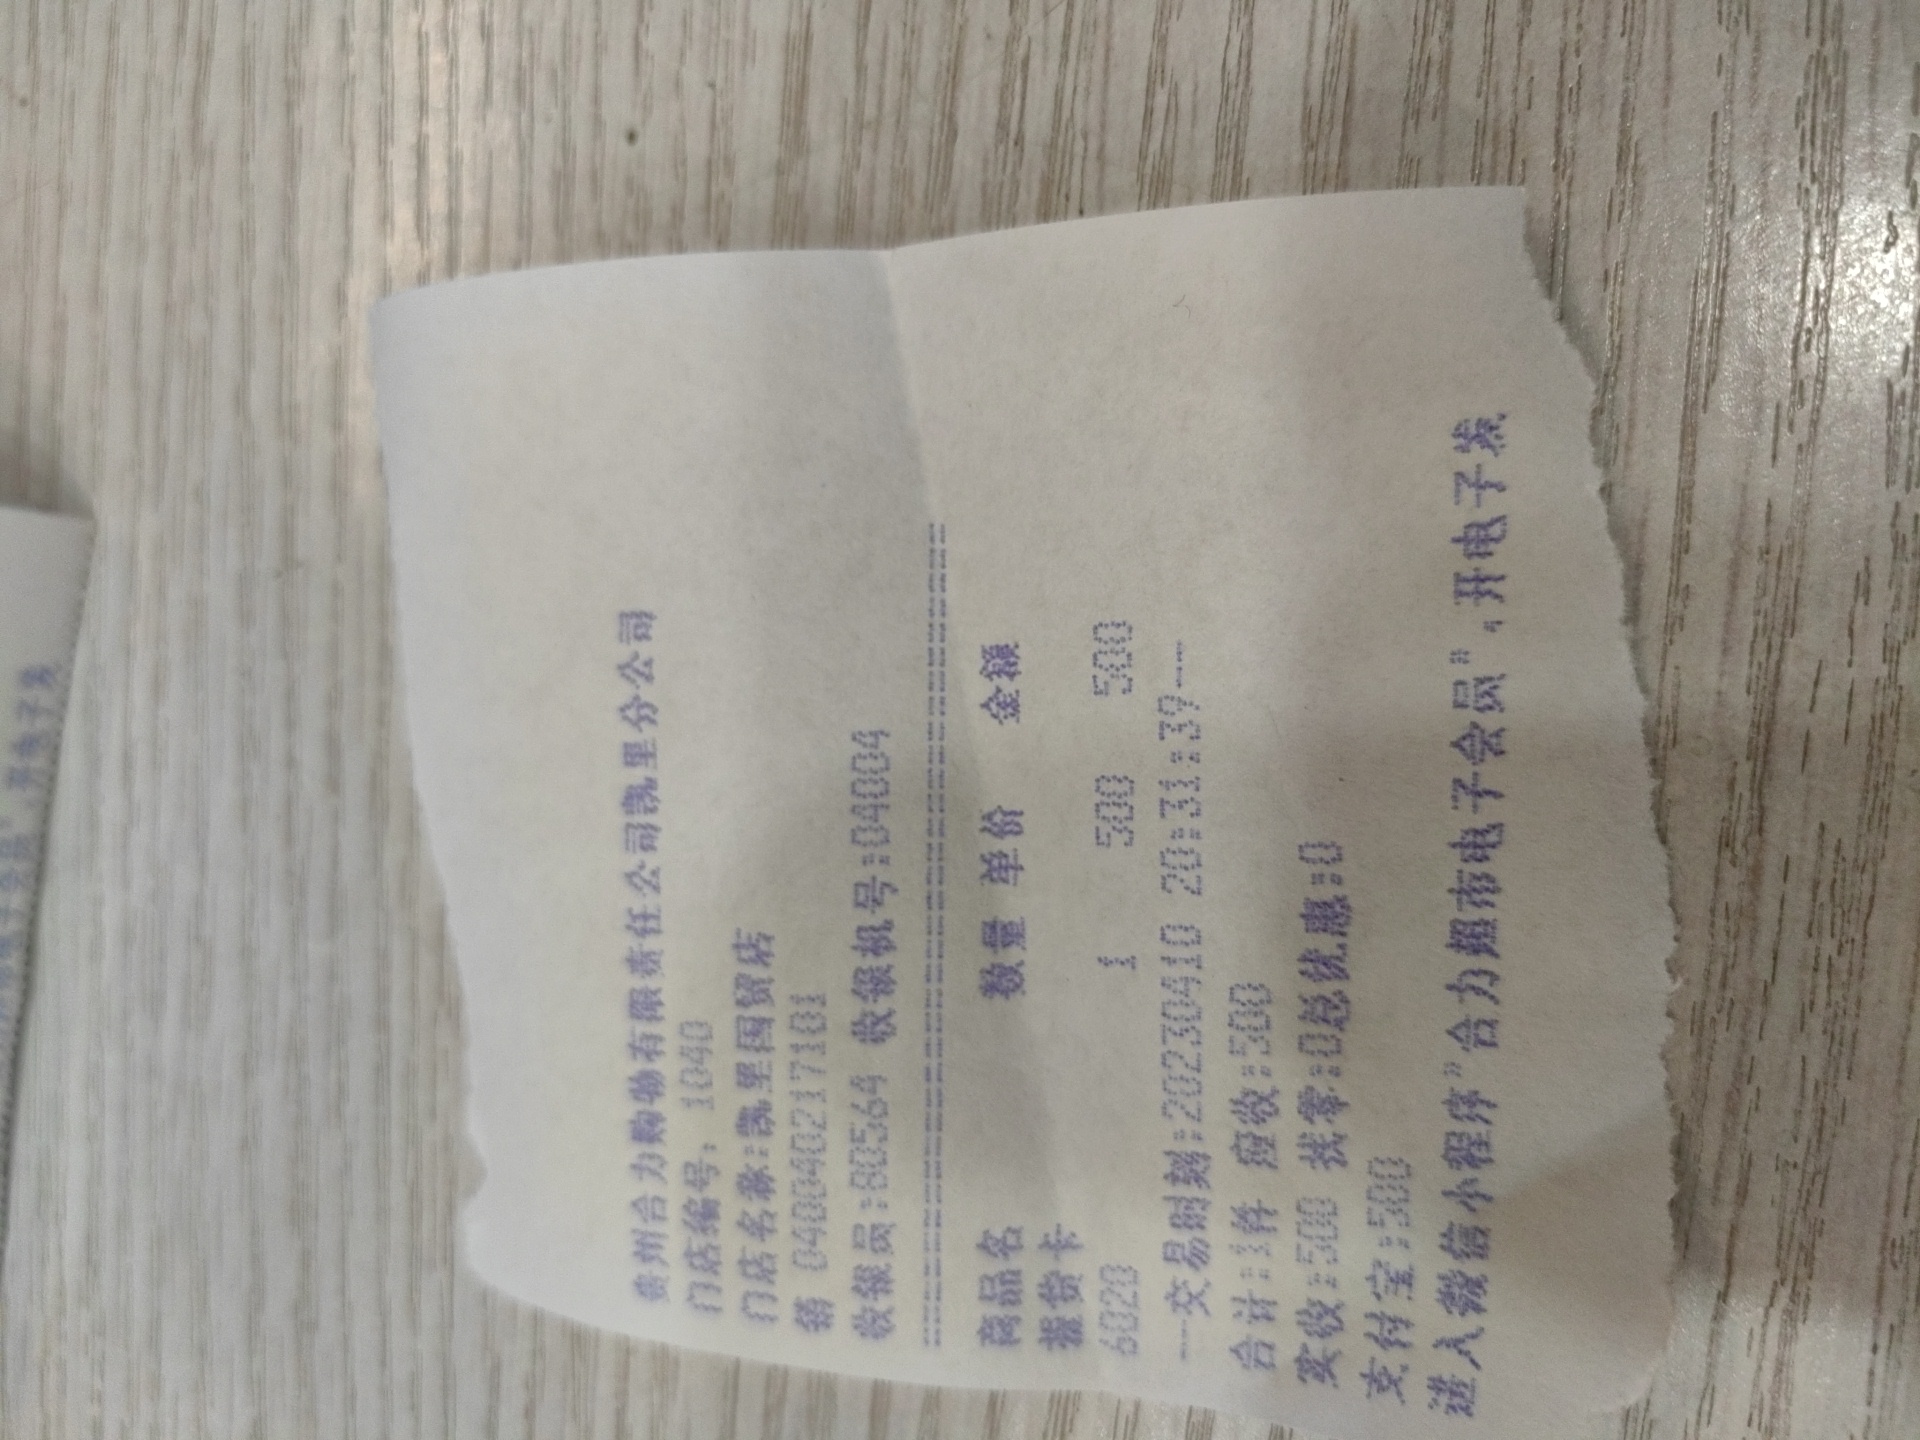 贵州合力购物有限责任公司凯里分公司
门店编号: 1040
门店名称:凯里国贸店
销 040040217101
收银员:80564 收银机号:04004
商品名 数量 单价 金额
提货卡
6020 1 500 500
---交易时刻:20230410 20:31:39---
合计:1件 应收:500
实收:500 找零:0总优惠:0
支付宝:500
进入微信小程序"合力超市电子会员",开电子发